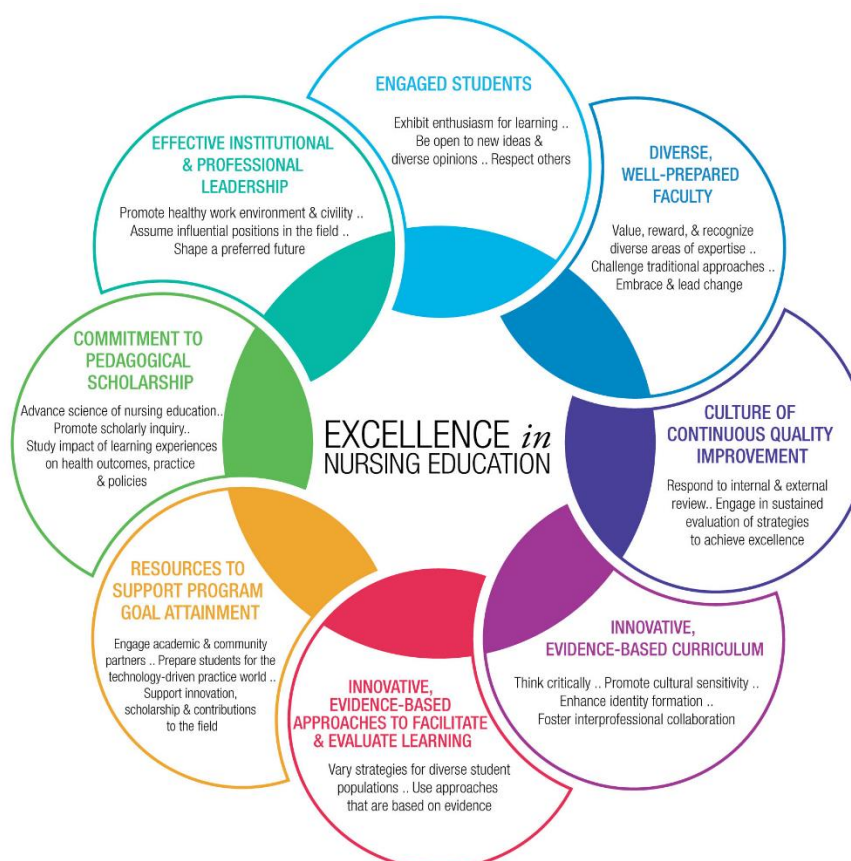 ENGAGED STUDENTS
Exhibit enthusiasm for learning ..
Be open to new ideas &
diverse opinions .. Respect others
DIVERSE,
WELL-PREPARED
FACULTY
Value, reward, & recognize
diverse areas of expertise ..
Challenge traditional approaches ..
Embrace & lead change
CULTURE OF
CONTINUOUS QUALITY
IMPROVEMENT
Respond to internal & external
review.. Engage in sustained
evaluation of strategies
to achieve excellence
INNOVATIVE,
EVIDENCE-BASED CURRICULUM
Think critically .. Promote cultural sensitivity ..
Enhance identity formation ..
Foster interprofessional collaboration
INNOVATIVE,
EVIDENCE-BASED
APPROACHES TO FACILITATE
& EVALUATE LEARNING
Vary strategies for diverse student
populations .. Use approaches
that are based on evidence
RESOURCES TO
SUPPORT PROGRAM
GOAL ATTAINMENT
Engage academic & community
partners .. Prepare students for the
technology-driven practice world ..
Support innovation,
scholarship & contributions
to the field
COMMITMENT TO
PEDAGOGICAL
SCHOLARSHIP
Advance science of nursing education..
Promote scholarly inquiry..
Study impact of learning experiences
on health outcomes, practice
& policies
EFFECTIVE INSTITUTIONAL
& PROFESSIONAL
LEADERSHIP
Promote healthy work environment & civility ..
Assume influential positions in the field ..
Shape a preferred future
EXCELLENCE in
NURSING EDUCATION